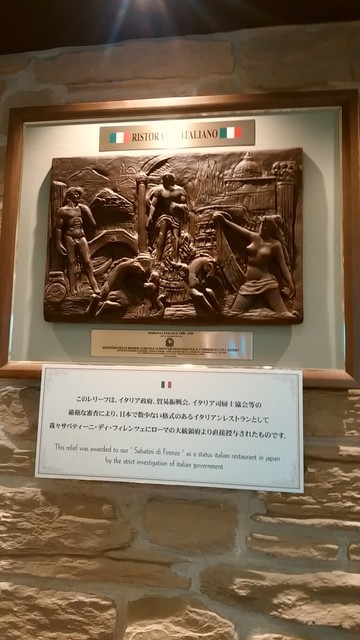 RISTORANTE ITALIANO
このレリーフは、イタリア政府、貿易振興会、イタリア司厨士協会等の
厳格な審査により、日本で数少ない格式のあるイタリアンレストランとして
我々サバティーニ・ディ・フィレンツェにローマの大統領府より直接授与されたものです。
This relief was awarded to our " Sabatini di Firenze " as a status italian restaurant in japan
by the strict investigation of italian government.